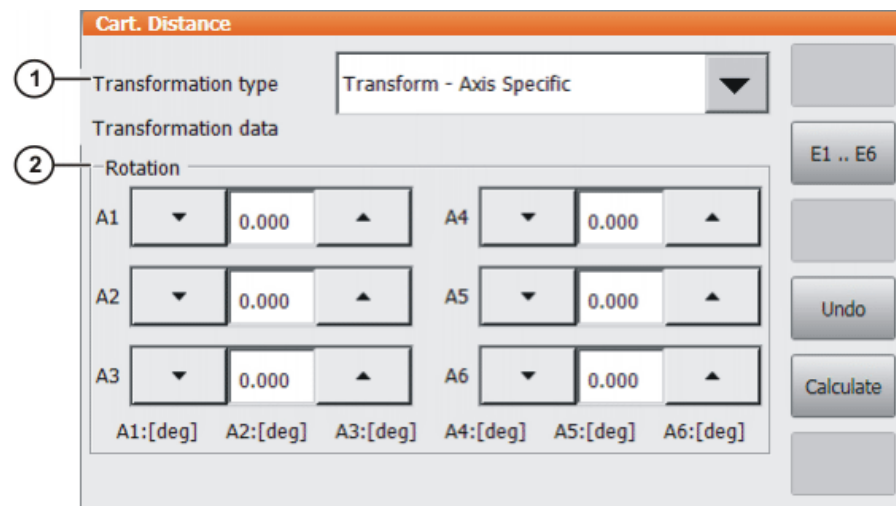 Cart. Distance
1
Transformation type
Transform - Axis Specific
Transformation data
E1 .. E6
2
Rotation
A1
0.000
A4
0.000
A2
0.000
A5
0.000
Undo
A3
0.000
A6
0.000
Calculate
A1:[deg] A2:[deg] A3:[deg] A4:[deg] A5:[deg] A6:[deg]